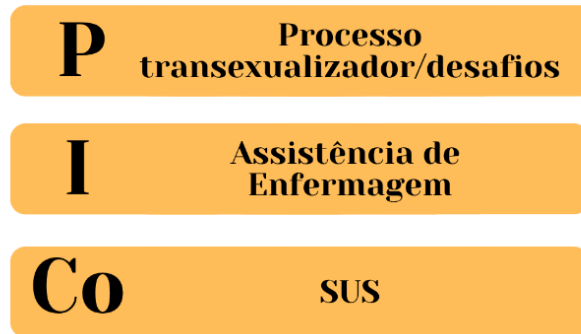 P
Processo
transexualizador/desafios
I
Assistência de
Enfermagem
Co
SUS